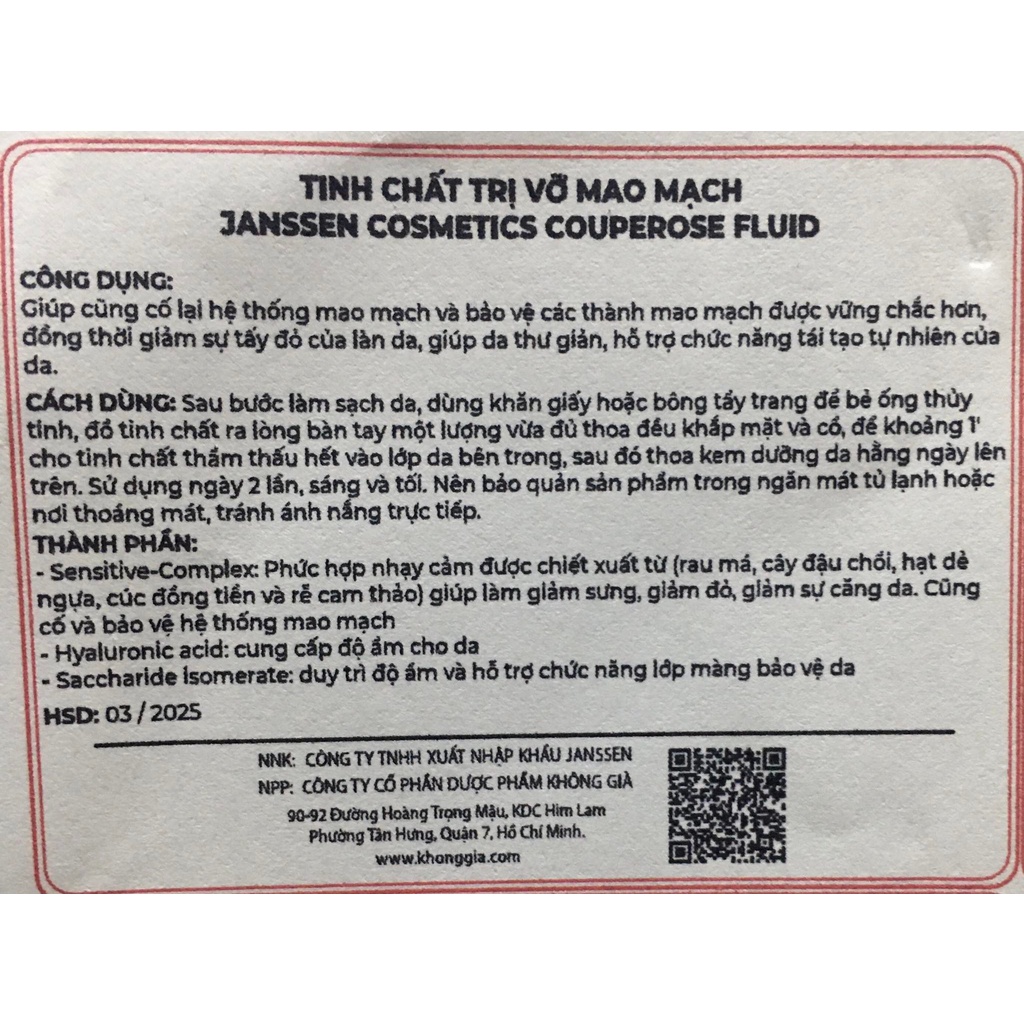 TINH CHẤT TRỊ VỠ MAO MẠCH
JANSSEN COSMETICS COUPEROSE FLUID
CÔNG DỤNG:
Giúp cũng cố lại hệ thống mao mạch và bảo vệ các thành mao mạch được vững chắc hơn,
đồng thời giảm sự tấy đỏ của làn da, giúp da thư giản, hỗ trợ chức năng tái tạo tự nhiên của
da.
CÁCH DÙNG: Sau bước làm sạch da, dùng khăn giấy hoặc bông tẩy trang để bẻ ống thủy
tinh, đổ tinh chất ra lòng bàn tay một lượng vừa đủ thoa đều khắp mặt và cổ, để khoảng 1'
cho tinh chất thẩm thấu hết vào lớp da bên trong, sau đó thoa kem dưỡng da hằng ngày lên
trên. Sử dụng ngày 2 lần, sáng và tối. Nên bảo quản sản phẩm trong ngăn mát tủ lạnh hoặc
nơi thoáng mát, tránh ánh nắng trực tiếp.
THÀNH PHẦN:
- Sensitive-Complex: Phức hợp nhạy cảm được chiết xuất từ (rau má, cây đậu chổi, hạt dẻ
ngựa, cúc đồng tiền và rễ cam thảo) giúp làm giảm sưng, giảm đỏ, giảm sự căng da. Cũng
cố và bảo vệ hệ thống mao mạch
- Hyaluronic acid: cung cấp độ ẩm cho da
- Saccharide isomerate: duy trì độ ẩm và hỗ trợ chức năng lớp màng bảo vệ da
HSD: 03 / 2025
NNK: CÔNG TY TNHH XUẤT NHẬP KHẨU JANSSEN
NPP: CÔNG TY CỔ PHẦN DƯỢC PHẨM KHÔNG GIÀ
90-92 Đường Hoàng Trọng Mậu, KDC Him Lam
Phường Tân Hưng, Quận 7, Hồ Chí Minh.
www.khonggia.com